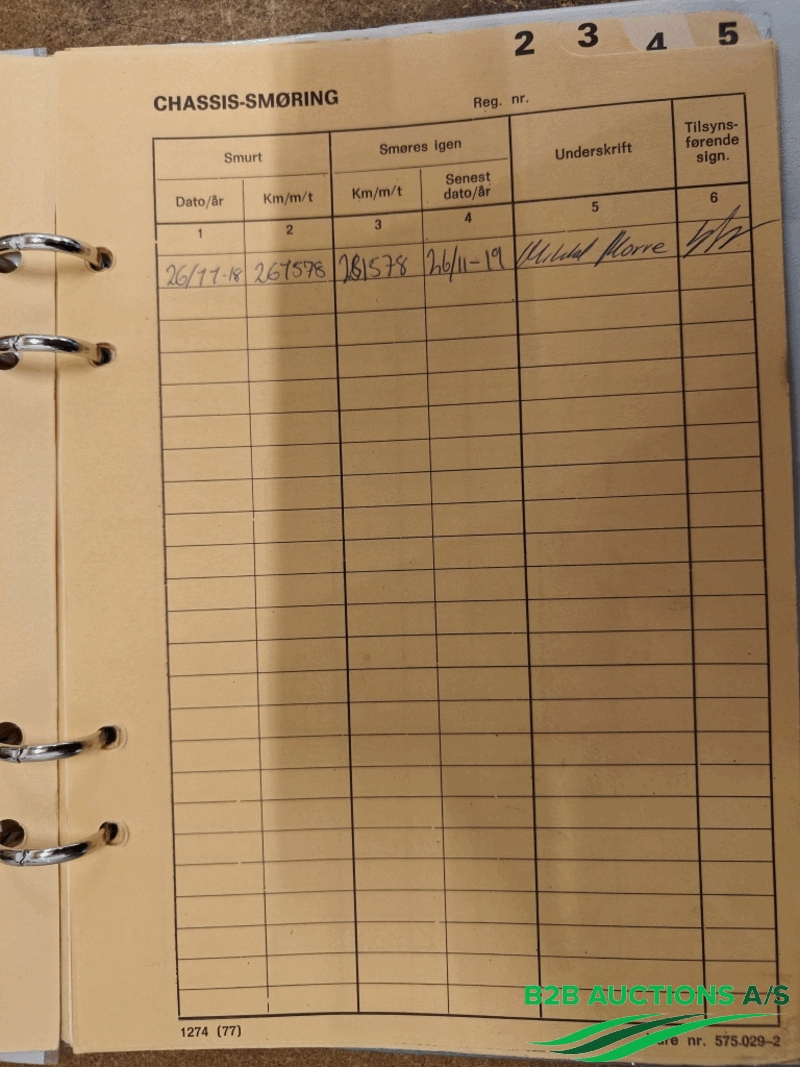 2 3 4 5
CHASSIS-SMØRING Reg. nr.
Smurt Smøres igen Underskrift Tilsyns-
førende
sign.
Dato/år Km/m/t Km/m/t Senest
dato/år
1 2 3 4 5 6
26/11-18 267578 281578 26/11-19
1274 (77)
B2B AUCTIONS A/S
nr. 575.029–2